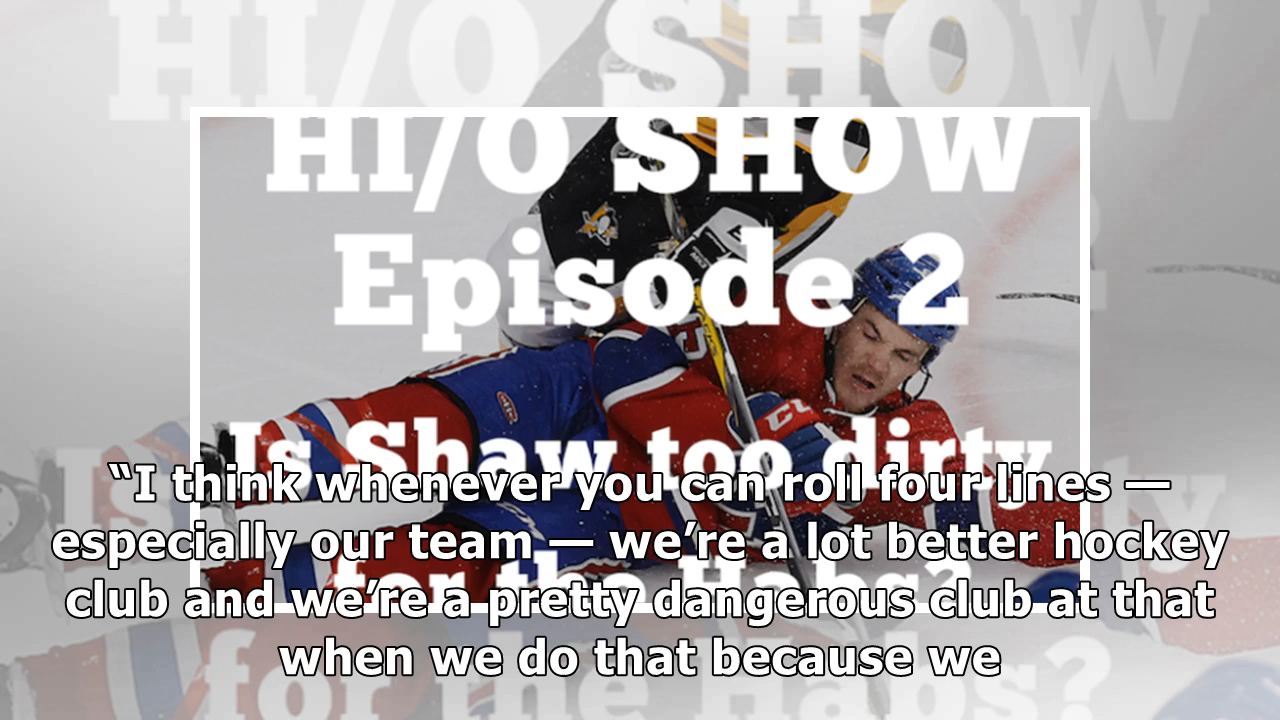 HI/O SHOW
Episode 2
Is Shaw too dirty
for the Habs?
“I think whenever you can roll four lines —
especially our team — we’re a lot better hockey
club and we’re a pretty dangerous club at that
when we do that because we